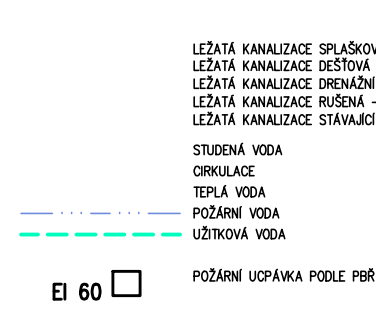 LEŽATÁ KANALIZACE
LEŽATÁ KANALIZACE DEŠŤOVÁ
LEŽATÁ KANALIZACE DRENÁŽNÍ
LEŽATÁ KANALIZACE RUŠENÁ -
LEŽATÁ KANALIZACE STÁVAJÍCÍ
STUDENÁ VODA
CIRKULACE
TEPLÁ VODA
POŽÁRNÍ VODA
UŽITKOVÁ VODA
EI 60
POŽÁRNÍ UCPÁVKA PODLE PBŘ